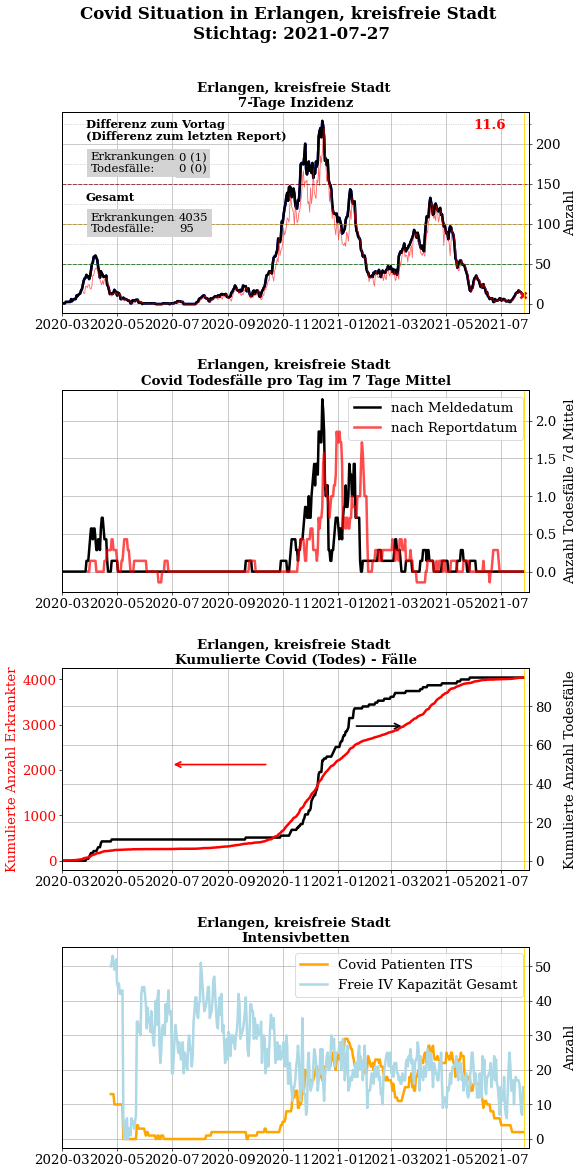 Covid Situation in Erlangen, kreisfreie Stadt
Stichtag: 2021-07-27
Erlangen, kreisfreie Stadt
7-Tage Inzidenz
Differenz zum Vortag
(Differenz zum letzten Report)
Erkrankungen 0 (1)
Todesfälle: 0 (0)
Gesamt
Erkrankungen 4035
Todesfälle: 95
11.6
200
150
100
50
0
Anzahl
2020-03 2020-05 2020-07 2020-09 2020-11 2021-01 2021-03 2021-05 2021-07
Erlangen, kreisfreie Stadt
Covid Todesfälle pro Tag im 7 Tage Mittel
nach Meldedatum
nach Reportdatum
2.0
1.5
1.0
0.5
0.0
Anzahl Todesfälle 7d Mittel
2020-03 2020-05 2020-07 2020-09 2020-11 2021-01 2021-03 2021-05 2021-07
Erlangen, kreisfreie Stadt
Kumulierte Covid (Todes) - Fälle
Kumulierte Anzahl Erkrankter
4000
3000
2000
1000
0
80
60
40
20
0
Kumulierte Anzahl Todesfälle
2020-03 2020-05 2020-07 2020-09 2020-11 2021-01 2021-03 2021-05 2021-07
Erlangen, kreisfreie Stadt
Intensivbetten
Covid Patienten ITS
Freie IV Kapazität Gesamt
50
40
30
20
10
0
Anzahl
2020-03 2020-05 2020-07 2020-09 2020-11 2021-01 2021-03 2021-05 2021-07